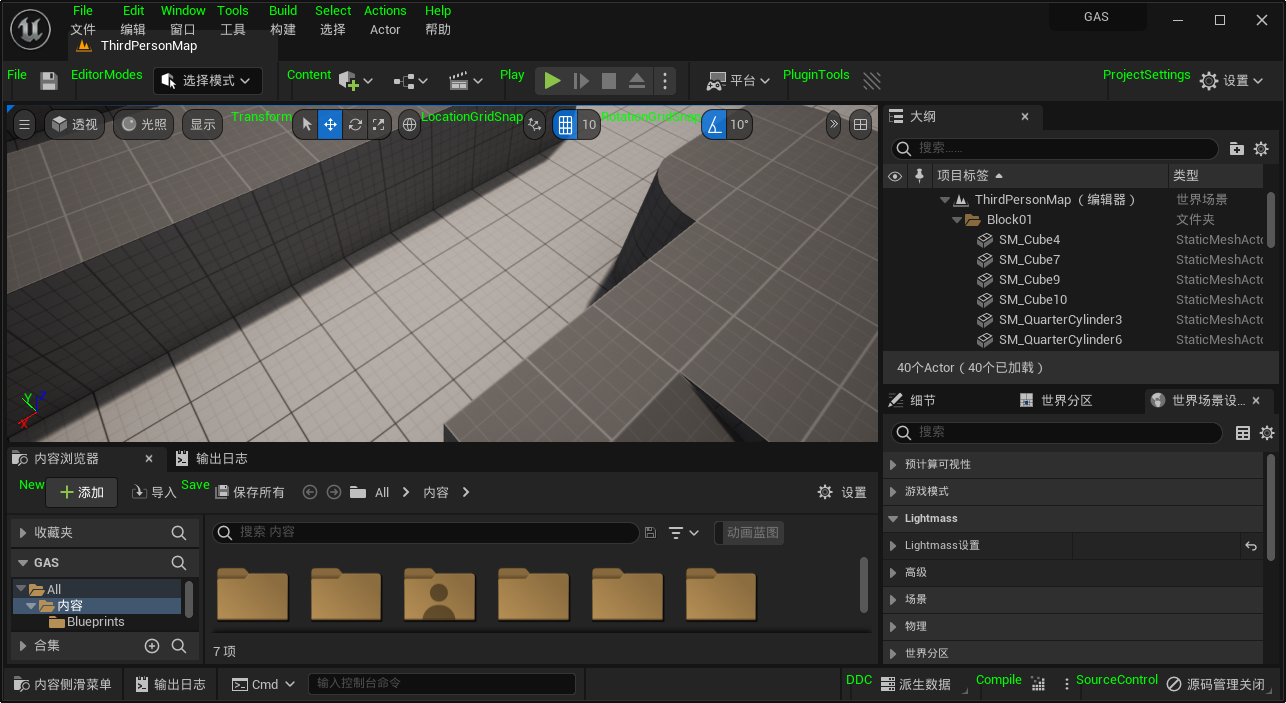 File Edit Window Tools Build Select Actions Help
文件 编辑 窗口 工具 构建 选择 Actor 帮助
GAS
ThirdPersonMap
File EditorModes 选择模式 Content Play 平台 PluginTools ProjectSettings 设置
透视 光照 显示 Transform LocationGridSnap 10 RotationGridSnap 10°
Y
X
大纲
搜索......
项目标签 类型
ThirdPersonMap（编辑器） 世界场景
Block01 文件夹
SM_Cube4 StaticMeshActo
SM_Cube7 StaticMeshActo
SM_Cube9 StaticMeshActo
SM_Cube10 StaticMeshActo
SM_QuarterCylinder3 StaticMeshActo
SM_QuarterCylinder6 StaticMeshActo
40个Actor（40个已加载）
细节 世界分区 世界场景设...
搜索
预计算可视性
游戏模式
Lightmass
Lightmass设置
高级
场景
物理
世界分区
内容浏览器 输出日志
New 添加 导入 Save 保存所有 All 内容 设置
收藏夹
GAS
All
内容
Blueprints
合集
搜索 内容 动画蓝图
7 项
内容侧滑菜单 输出日志 Cmd 输入控制台命令 DDC 派生数据 Compile SourceControl 源码管理关闭